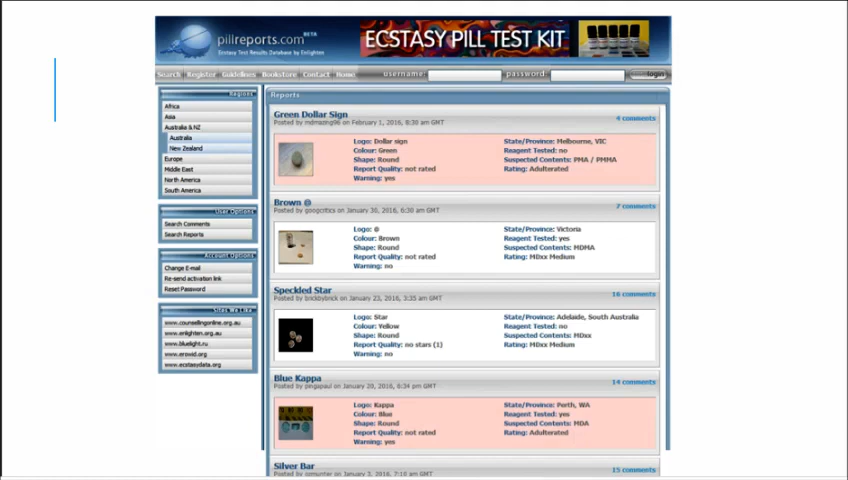 pillreports.com BETA
Ecstasy Test Results Database by Enlighten
ECSTASY PILL TEST KIT
Search Register Guidelines Bookstore Contact Home username: password login
Regions
Africa
Asia
Australia & NZ
Australia
New Zealand
Europe
Middle East
North America
South America
User Options
Search Comments
Search Reports
Account Options
Change E-mail
Re-send activation link
Reset Password
Sites We Like
www.counsellingonline.org.au
www.enlighten.org.au
www.bluelight.ru
www.erowid.org
www.ecstasydata.org
Reports
Green Dollar Sign
4 comments
Posted by mdmazing96 on February 1, 2016, 8:30 am GMT
Logo: Dollar sign
Colour: Green
Shape: Round
Report Quality: not rated
Warning: yes
State/Province: Melbourne, VIC
Reagent Tested: no
Suspected Contents: PMA / PMMA
Rating: Adulterated
Brown @
7 comments
Posted by googcritics on January 30, 2016, 6:30 am GMT
Logo: @
Colour: Brown
Shape: Round
Report Quality: not rated
Warning: no
State/Province: Victoria
Reagent Tested: yes
Suspected Contents: MDMA
Rating: MDxx Medium
Speckled Star
16 comments
Posted by brickbybrick on January 23, 2016, 3:35 am GMT
Logo: Star
Colour: Yellow
Shape: Round
Report Quality: no stars (1)
Warning: no
State/Province: Adelaide, South Australia
Reagent Tested: no
Suspected Contents: MDxx
Rating: MDxx Medium
Blue Kappa
14 comments
Posted by pingapaul on January 20, 2016, 6:34 pm GMT
Logo: Kappa
Colour: Blue
Shape: Round
Report Quality: not rated
Warning: yes
State/Province: Perth, WA
Reagent Tested: yes
Suspected Contents: MDA
Rating: Adulterated
Silver Bar
15 comments
Posted by on January 3, 2016, 7:10 am GMT